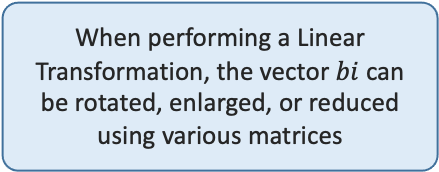 When performing a Linear
Transformation, the vector bi can
be rotated, enlarged, or reduced
using various matrices